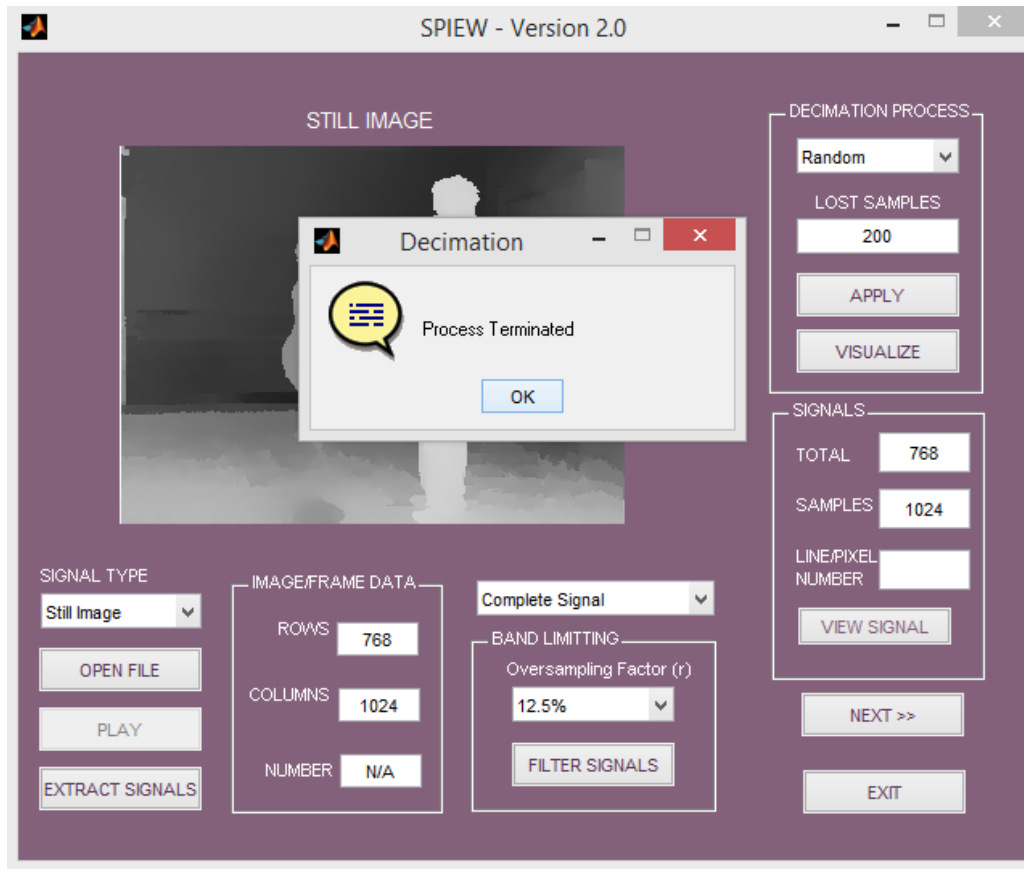 SPIEW - Version 2.0
STILL IMAGE
Decimation
Process Terminated
OK
DECIMATION PROCESS
Random
LOST SAMPLES
200
APPLY
VISUALIZE
SIGNALS
TOTAL 768
SAMPLES 1024
LINE/PIXEL
NUMBER
VIEW SIGNAL
SIGNAL TYPE
Still Image
OPEN FILE
PLAY
EXTRACT SIGNALS
IMAGE/FRAME DATA
ROWS 768
COLUMNS 1024
NUMBER N/A
Complete Signal
BAND LIMITTING
Oversampling Factor (r)
12.5%
FILTER SIGNALS
NEXT >>
EXIT